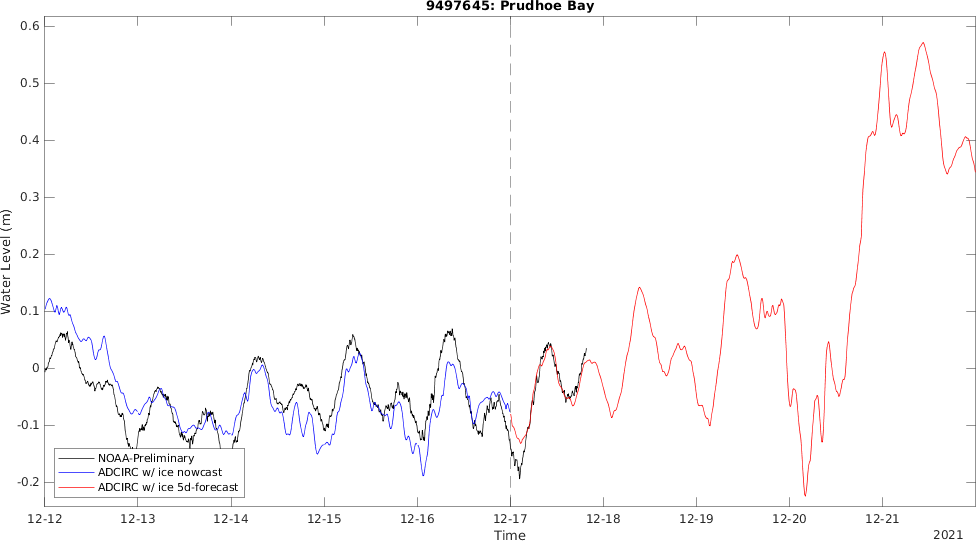 9497645: Prudhoe Bay
0.6
0.5
0.4
0.3
0.2
0.1
0
-0.1
-0.2
Water Level (m)
NOAA-Preliminary
ADCIRC w/ ice nowcast
ADCIRC w/ ice 5d-forecast
12-12 12-13 12-14 12-15 12-16 12-17 12-18 12-19 12-20 12-21
Time
2021